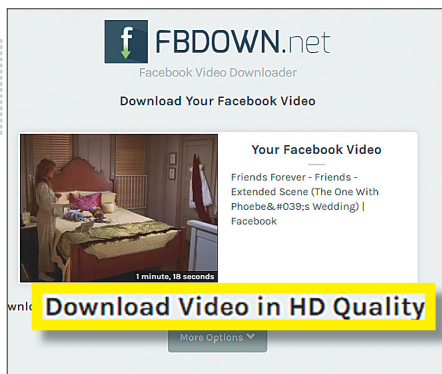 FBDOWN.net
Facebook Video Downloader
Download Your Facebook Video
Your Facebook Video
Friends Forever - Friends -
Extended Scene (The One With
Phoebe&#039;s Wedding) |
Facebook
1 minute, 18 seconds
Download Video in HD Quality
More Options